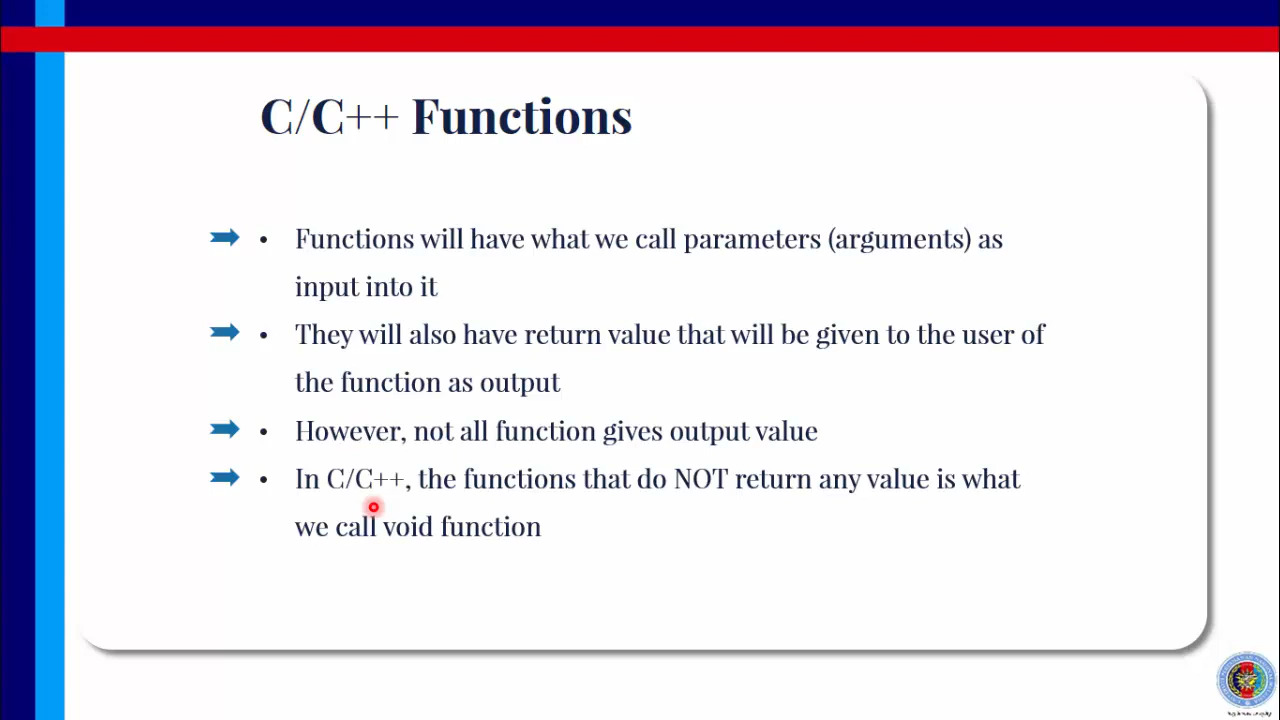 C/C++ Functions
• Functions will have what we call parameters (arguments) as
input into it
• They will also have return value that will be given to the user of
the function as output
• However, not all function gives output value
• In C/C++, the functions that do NOT return any value is what
we call void function